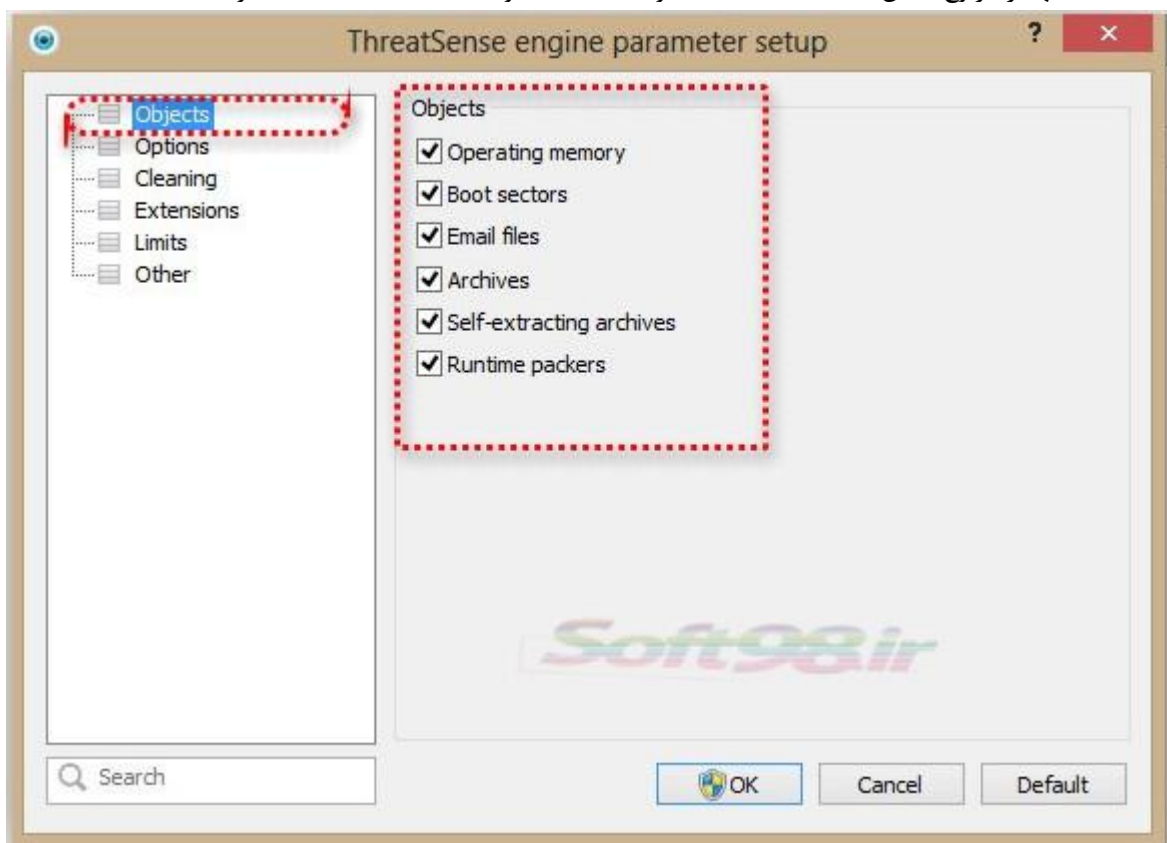 ThreatSense engine parameter setup
?
Objects
Options
Cleaning
Extensions
Limits
Other
Objects
Operating memory
Boot sectors
Email files
Archives
Self-extracting archives
Runtime packers
Soft98.ir
Search
OK
Cancel
Default